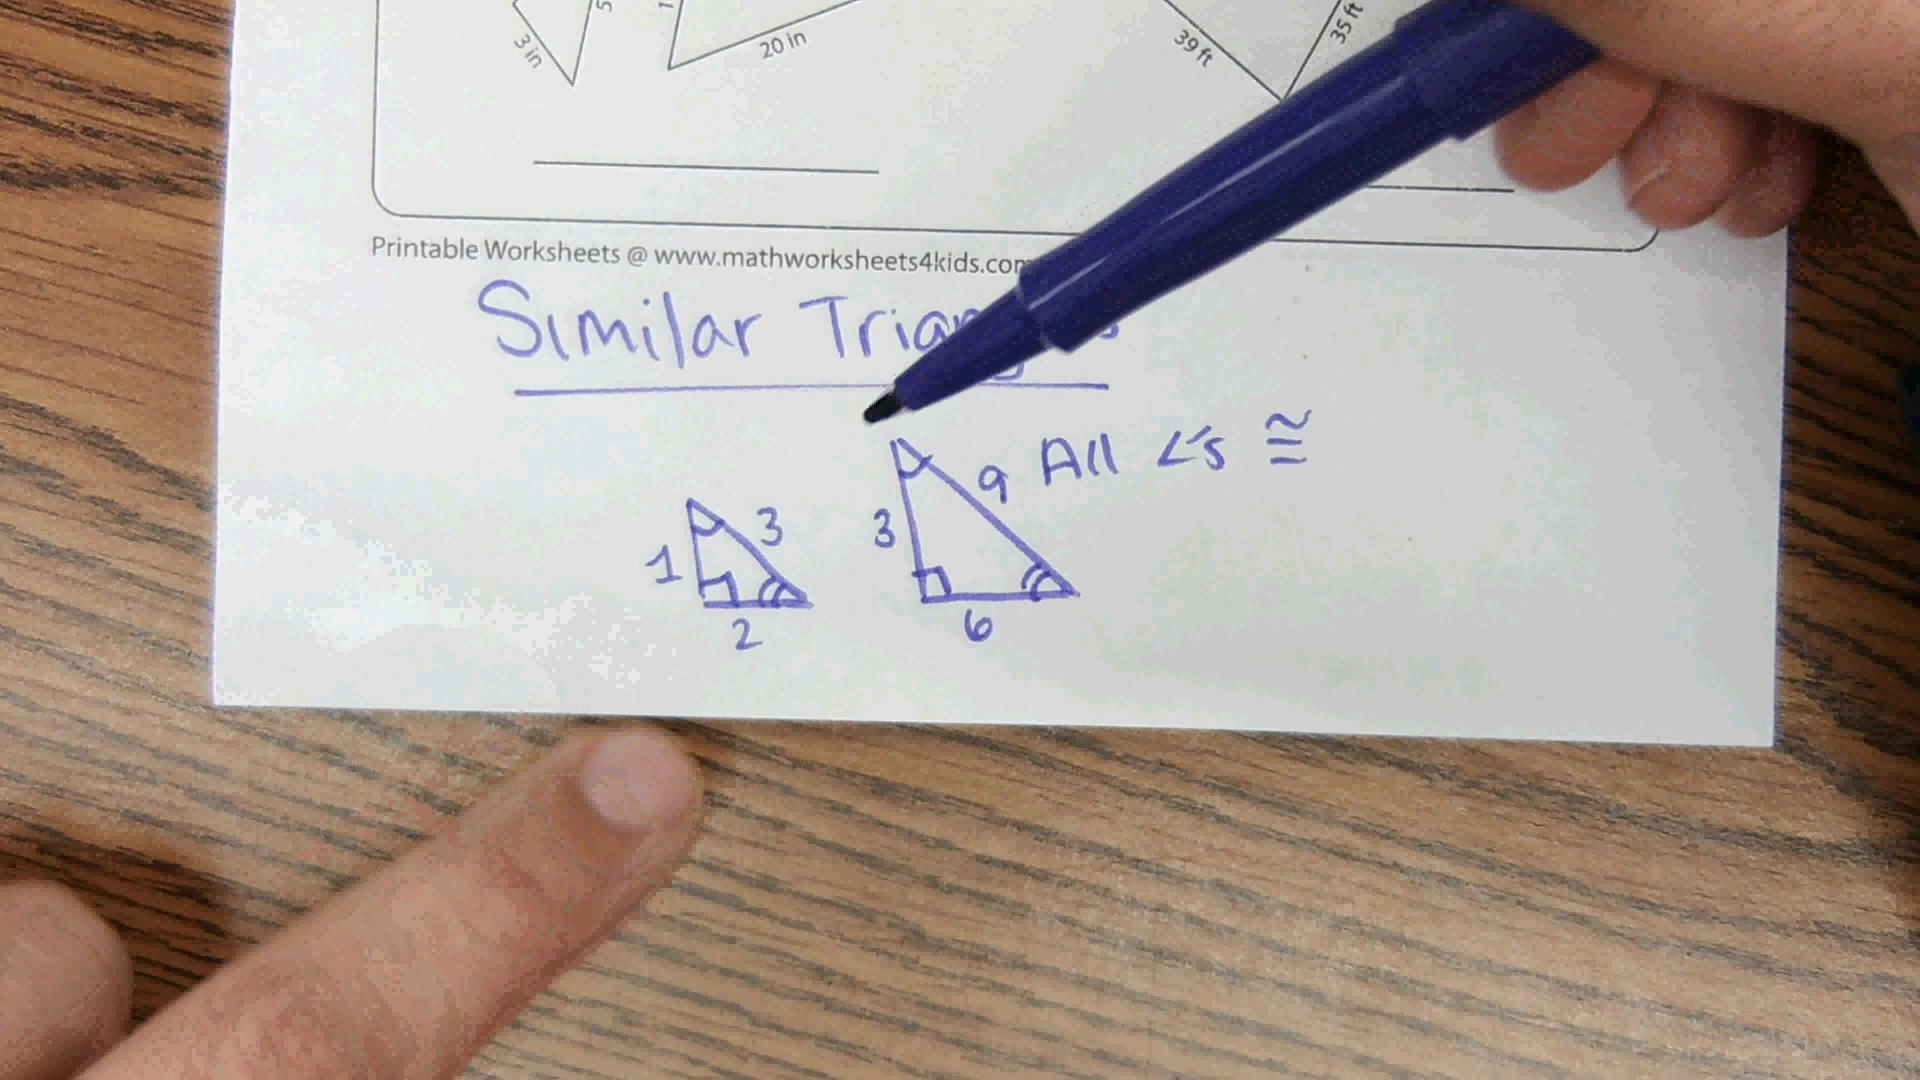 3 in
5
1
20 in
39 ft
35 ft
Printable Worksheets @ www.mathworksheets4kids.com
Similar
All ∠'s ≅
1 3 2
3 9 6